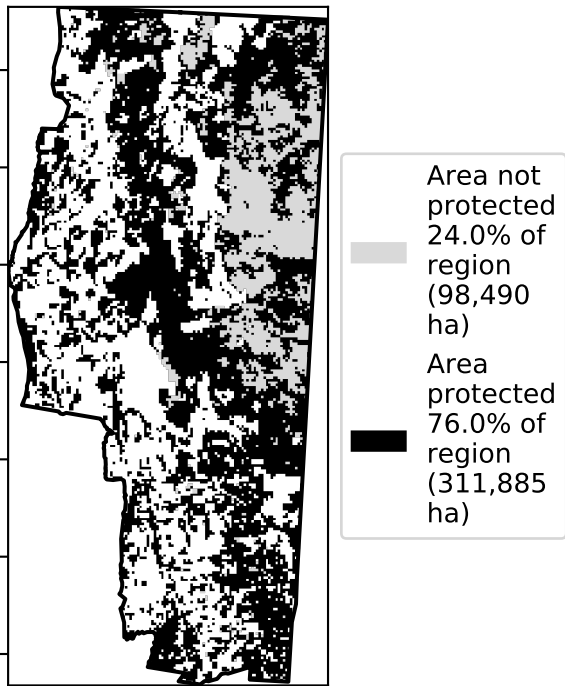 Area not
protected
24.0% of
region
(98,490
ha)
Area
protected
76.0% of
region
(311,885
ha)